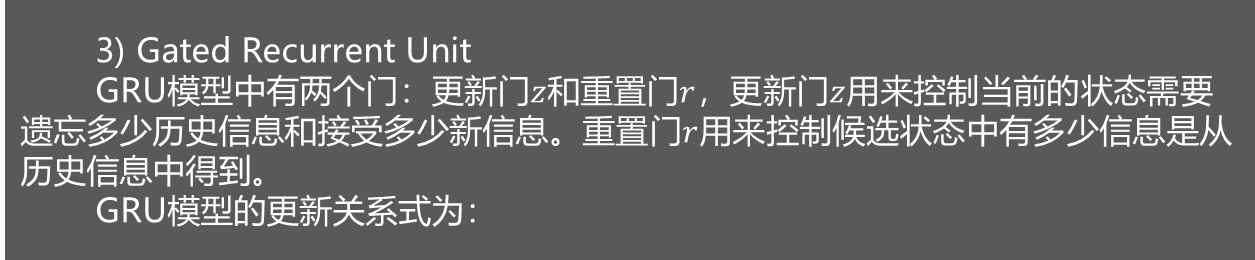 3) Gated Recurrent Unit
GRU模型中有两个门：更新门z和重置门r，更新门z用来控制当前的状态需要
遗忘多少历史信息和接受多少新信息。重置门r用来控制候选状态中有多少信息是从
历史信息中得到。
GRU模型的更新关系式为：